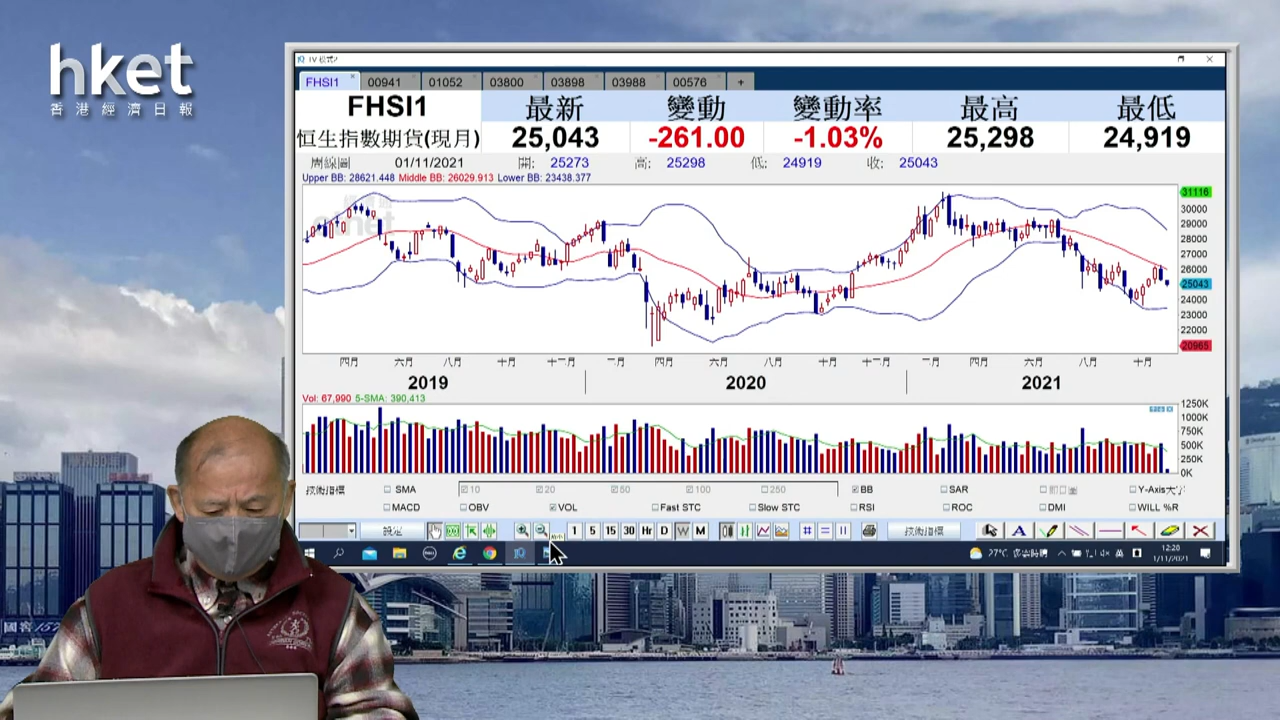 hket
香港經濟日報
FHSI1 00941 01052 03800 03898 03988 00576 +
FHSI1 最新 變動 變動率 最高 最低
恒生指數期貨(現月) 25,043 -261.00 -1.03% 25,298 24,919
周線圖 01/11/2021 開: 25273 高: 25298 低: 24919 收: 25043
Upper BB: 28621.448 Middle BB: 26029.913 Lower BB: 23438.377
31116
30000
29000
28000
27000
26000
25043
24000
23000
22000
20965
四月 六月 八月 十月 十二月 二月 四月 六月 八月 十月 十二月 二月 四月 六月 八月 十月
2019 2020 2021
Vol: 67,990 5-SMA: 390,413
1250K
1000K
750K
500K
250K
0K
技術指標 SMA 10 20 50 100 250 BB SAR Y-Axis大字
MACD OBV VOL Fast STC Slow STC RSI ROC DMI WILL %R
設定 1 5 15 30 Hr D W M 技術指標
27°C 12:20
1/11/2021